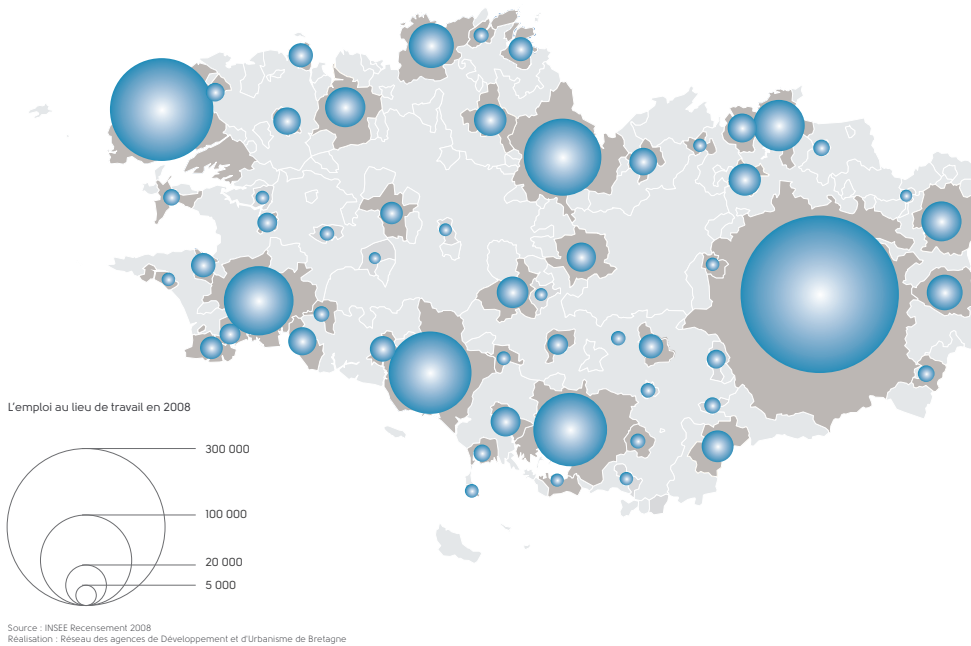 L'emploi au lieu de travail en 2008
300 000
100 000
20 000
5 000
Source : INSEE Recensement 2008
Réalisation : Réseau des agences de Développement et d'Urbanisme de Bretagne